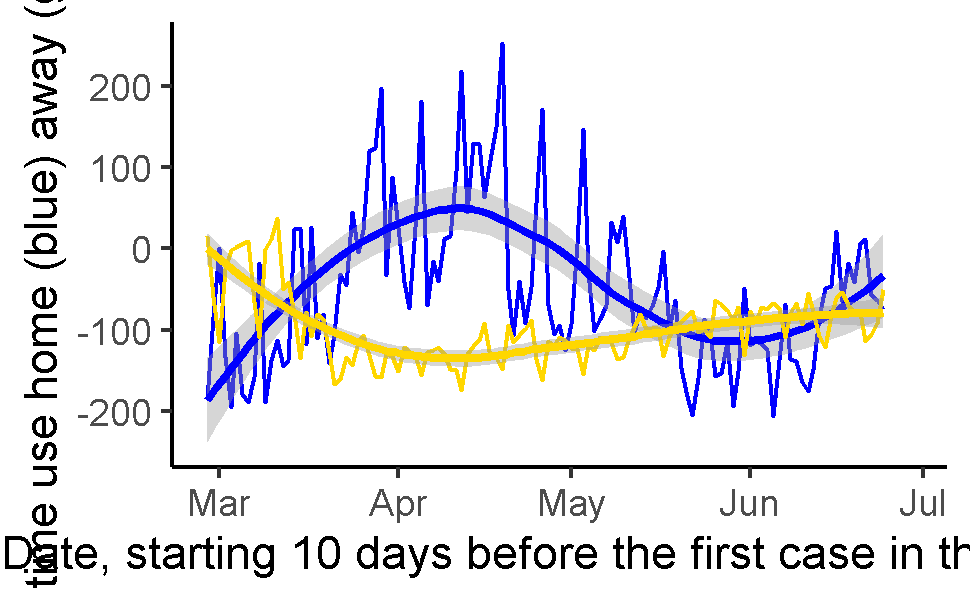 time use home (blue) away (
200
100
0
-100
-200
Mar Apr May Jun Jul
Date, starting 10 days before the first case in th